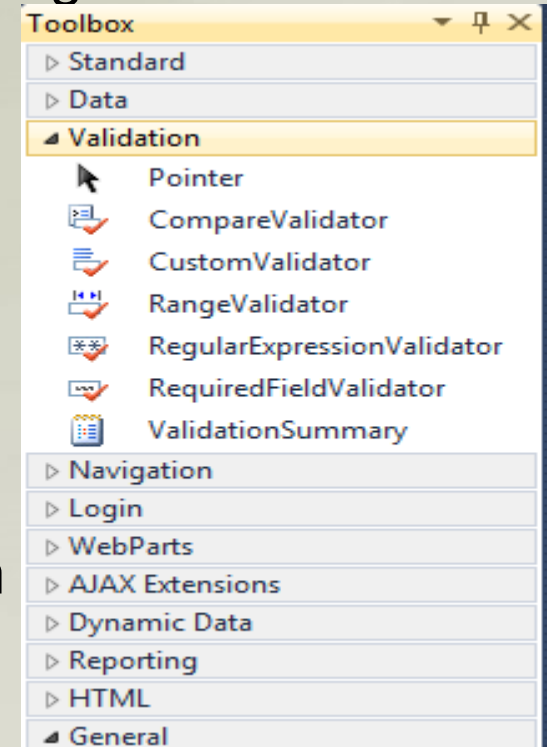 Toolbox
Standard
Data
Validation
Pointer
CompareValidator
CustomValidator
RangeValidator
RegularExpressionValidator
RequiredFieldValidator
ValidationSummary
Navigation
Login
WebParts
AJAX Extensions
Dynamic Data
Reporting
HTML
General